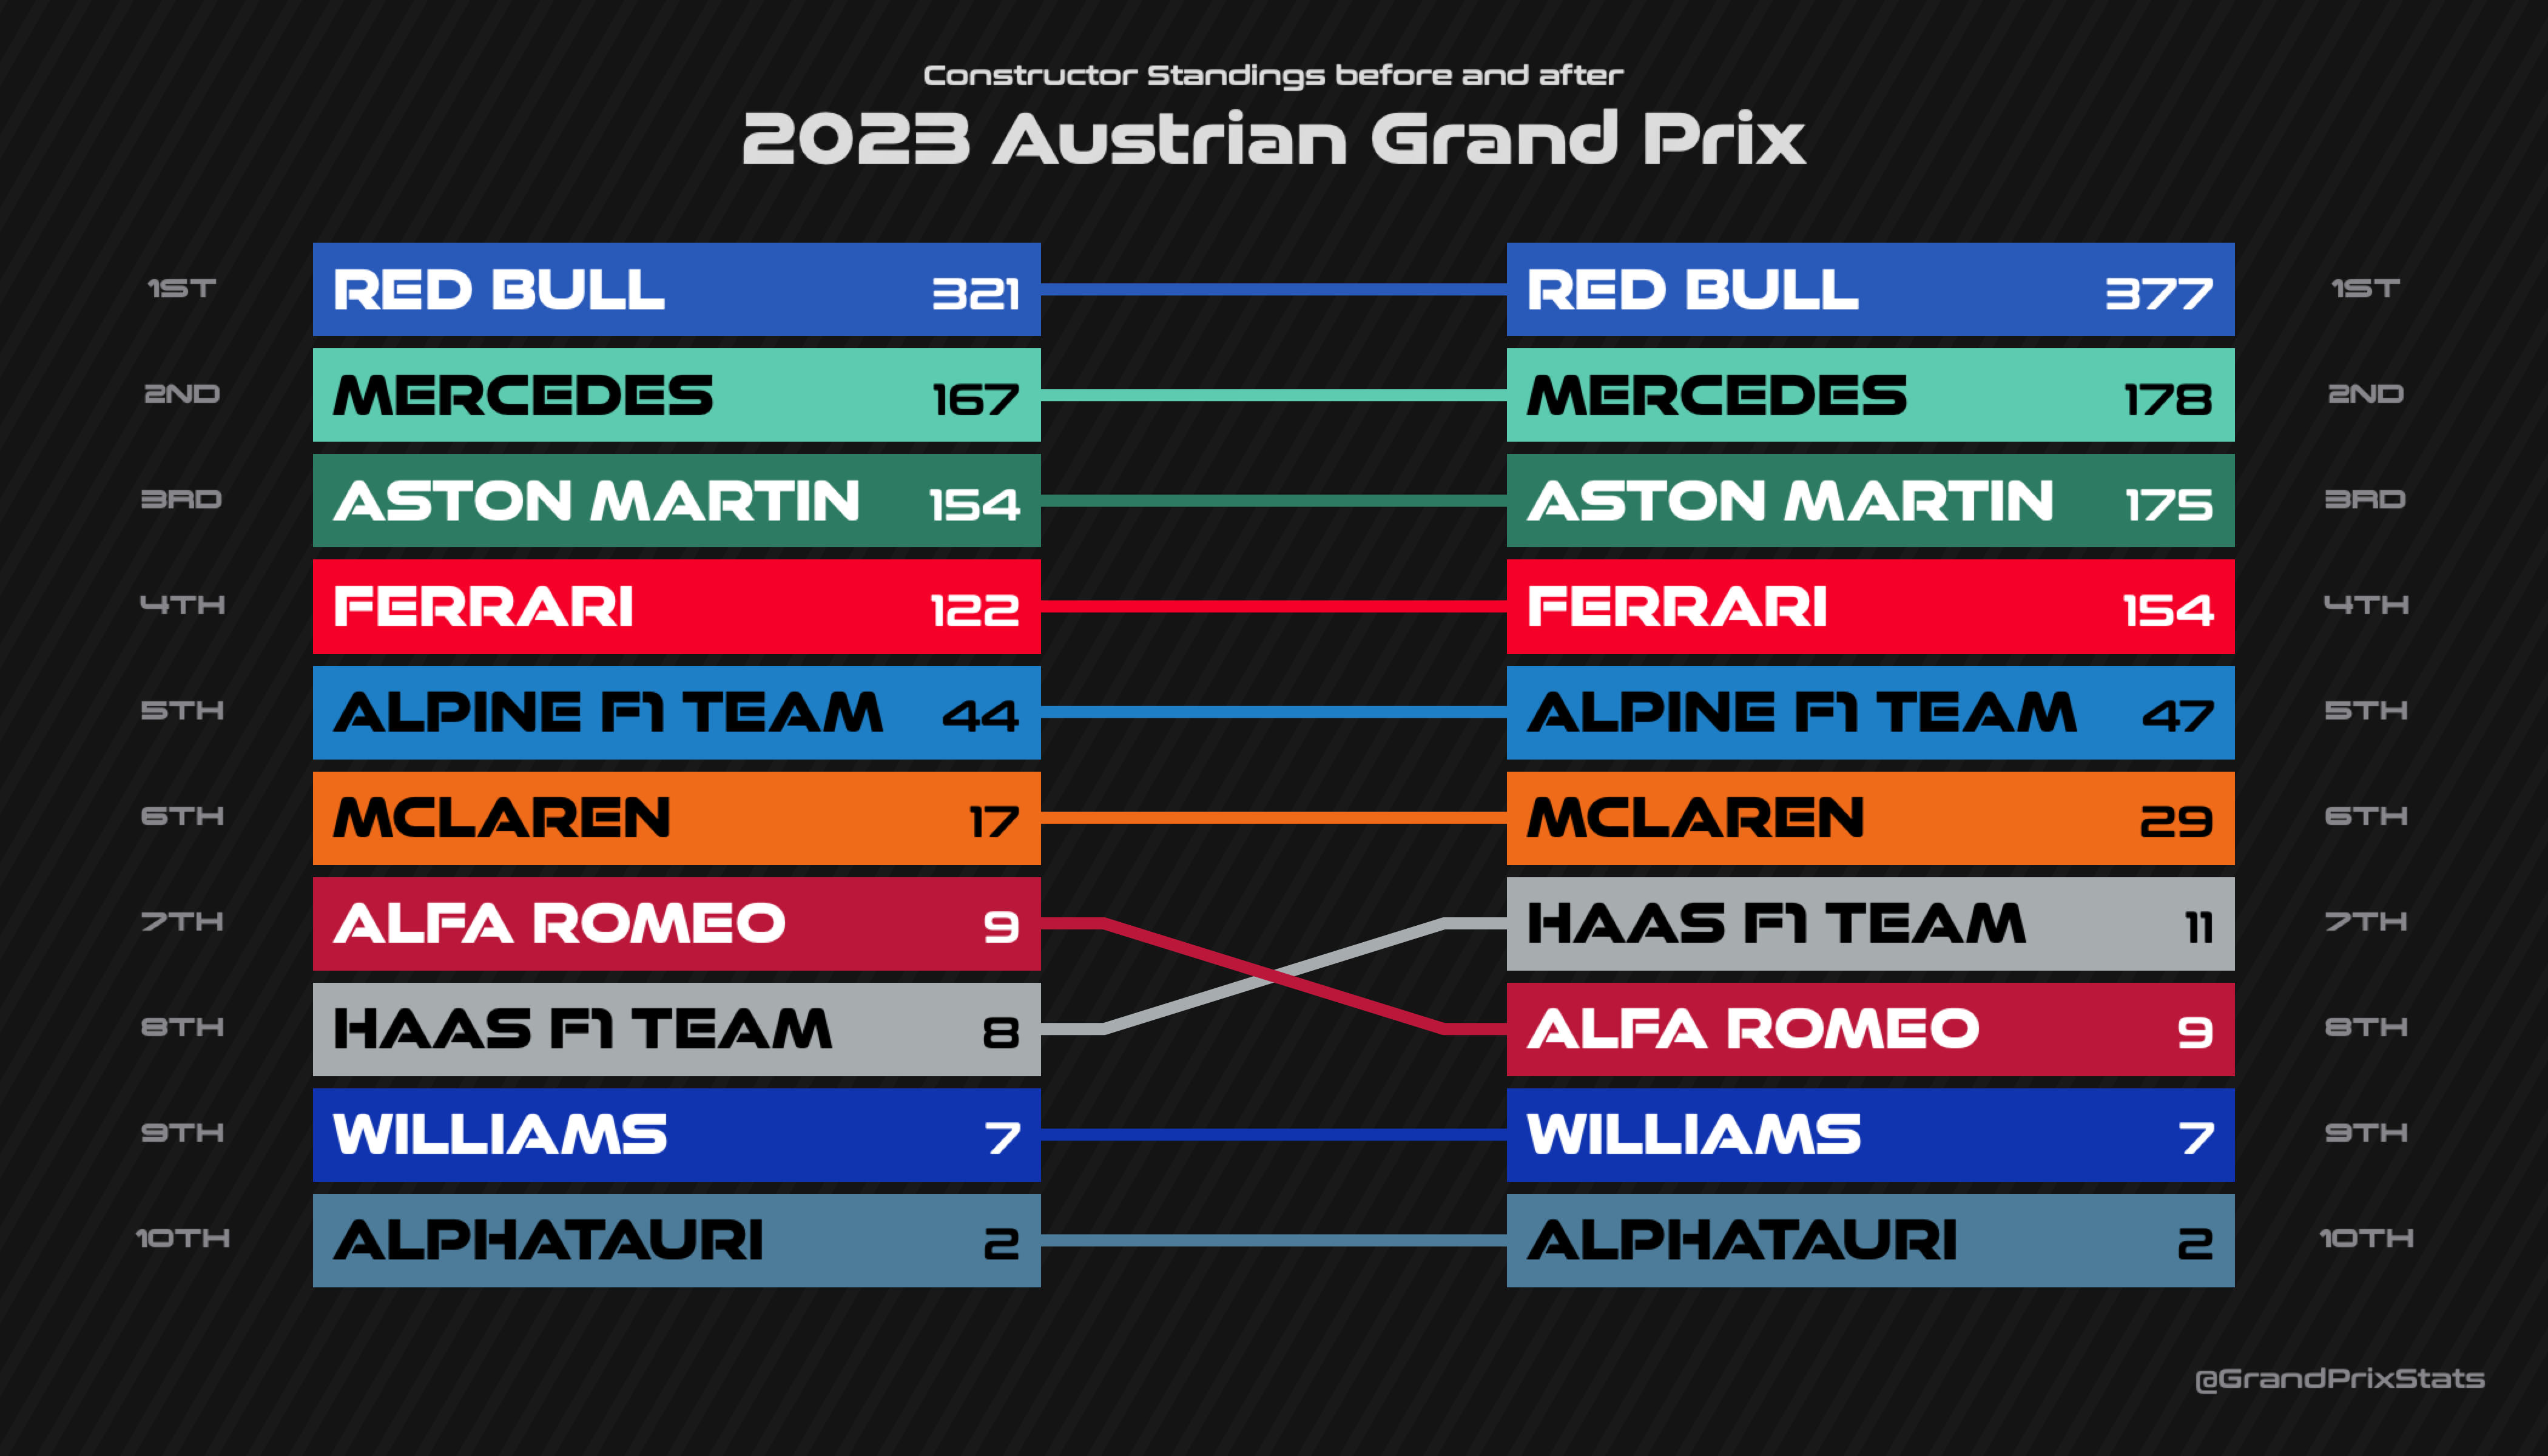 Constructor Standings before and after
2023 Austrian Grand Prix
1ST RED BULL 321 RED BULL 377 1ST
2ND MERCEDES 167 MERCEDES 178 2ND
3RD ASTON MARTIN 154 ASTON MARTIN 175 3RD
4TH FERRARI 122 FERRARI 154 4TH
5TH ALPINE F1 TEAM 44 ALPINE F1 TEAM 47 5TH
6TH MCLAREN 17 MCLAREN 29 6TH
7TH ALFA ROMEO 9 HAAS F1 TEAM 11 7TH
8TH HAAS F1 TEAM 8 ALFA ROMEO 9 8TH
9TH WILLIAMS 7 WILLIAMS 7 9TH
10TH ALPHATAURI 2 ALPHATAURI 2 10TH
@GrandPrixStats